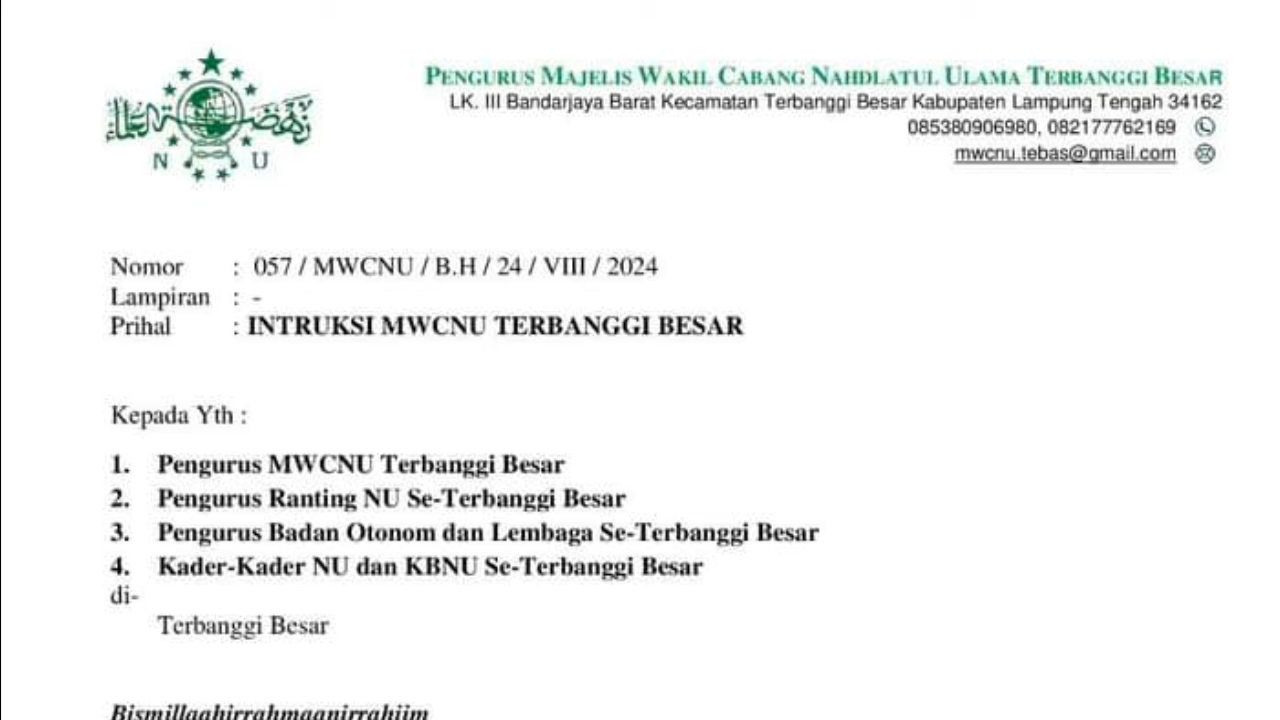 PENGURUS MAJELIS WAKIL CABANG NAHDLATUL ULAMA TERBANGGI BESAR
LK. III Bandarjaya Barat Kecamatan Terbanggi Besar Kabupaten Lampung Tengah 34162
085380906980, 082177762169
mwcnu.tebas@gmail.com
N U
Nomor : 057 / MWCNU / B.H / 24 / VIII / 2024
Lampiran : -
Prihal : INTRUKSI MWCNU TERBANGGI BESAR
Kepada Yth :
1. Pengurus MWCNU Terbanggi Besar
2. Pengurus Ranting NU Se-Terbanggi Besar
3. Pengurus Badan Otonom dan Lembaga Se-Terbanggi Besar
4. Kader-Kader NU dan KBNU Se-Terbanggi Besar
di-
Terbanggi Besar
Bismillaahirrahmaanirrahiim